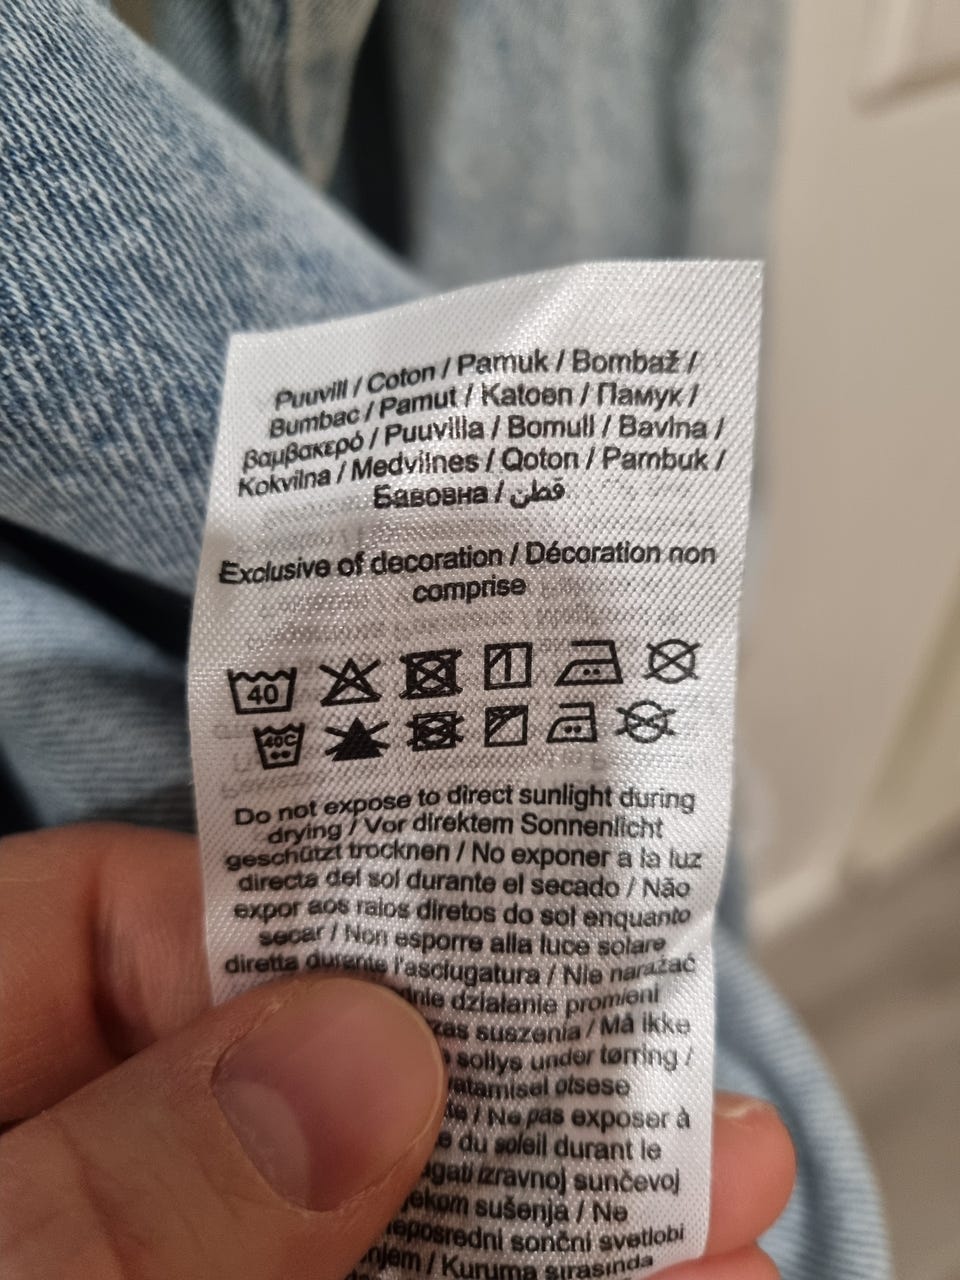 Puuvill / Coton / Pamuk / Bombaž /
Bumbac / Pamut / Katoen / Памук /
βαμβακερό / Puuvilla / Bomull / Bavlna /
Kokvilna / Medvilnes / Qoton / Pambuk /
Бавовна / قطن
Exclusive of decoration / Décoration non
comprise
40
40C
Do not expose to direct sunlight during
drying / Vor direktem Sonnenlicht
geschützt trocknen / No exponer a la luz
directa del sol durante el secado / Não
expor aos raios diretos do sol enquanto
secar / Non esporre alla luce solare
diretta durante l'asciugatura / Nie narażać
działanie promieni
suszenia / Må ikke
sollys under tørring /
otsese
/ Ne pas exposer à
du soleil durant le
izravnoj sunčevoj
sušenja / Ne
sončni svetlobi
/ Kuruma sırasında